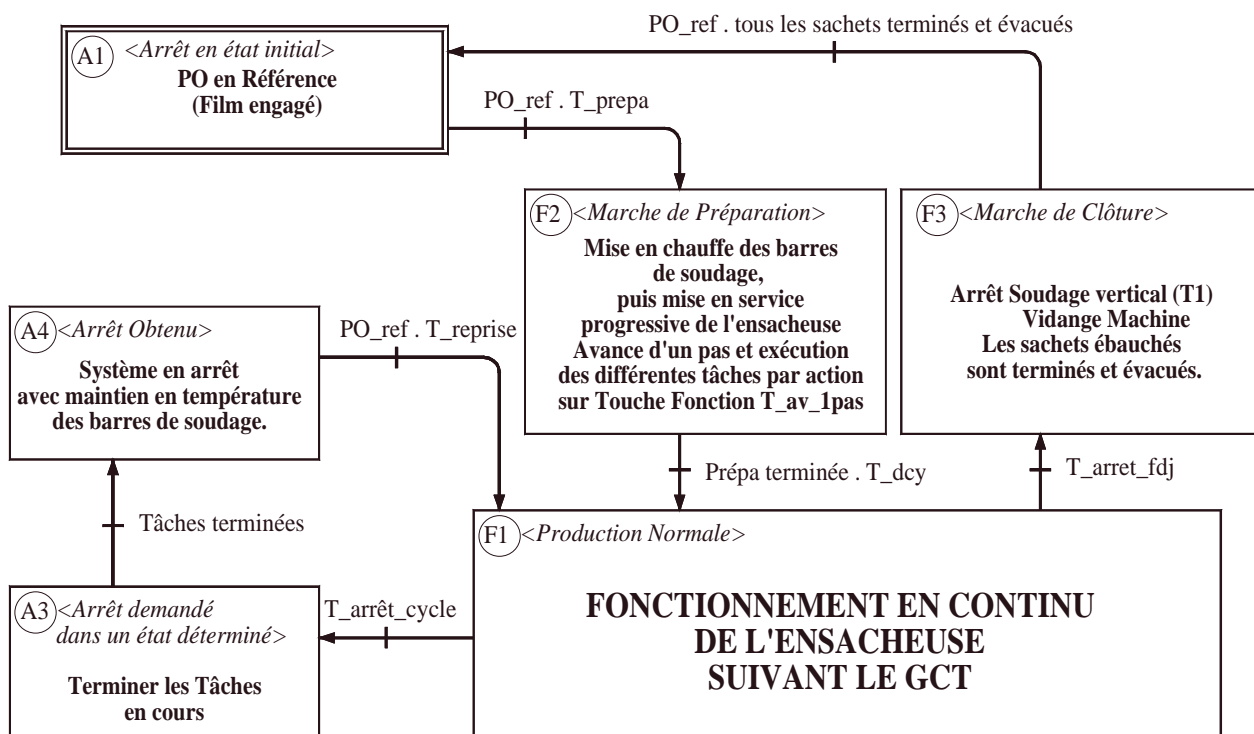 PO_ref . tous les sachets terminés et évacués
A1 <Arrêt en état initial>
PO en Référence
(Film engagé)
PO_ref . T_prepa
F2 <Marche de Préparation>
Mise en chauffe des barres
de soudage,
puis mise en service
progressive de l'ensacheuse
Avance d'un pas et exécution
des différentes tâches par action
sur Touche Fonction T_av_1pas
F3 <Marche de Clôture>
Arrêt Soudage vertical (T1)
Vidange Machine
Les sachets ébauchés
sont terminés et évacués.
A4 <Arrêt Obtenu>
Système en arrêt
avec maintien en température
des barres de soudage.
PO_ref . T_reprise
Prépa terminée . T_dcy
T_arret_fdj
Tâches terminées
F1 <Production Normale>
FONCTIONNEMENT EN CONTINU
DE L'ENSACHEUSE
SUIVANT LE GCT
A3 <Arrêt demandé
dans un état déterminé>
Terminer les Tâches
en cours
T_arrêt_cycle